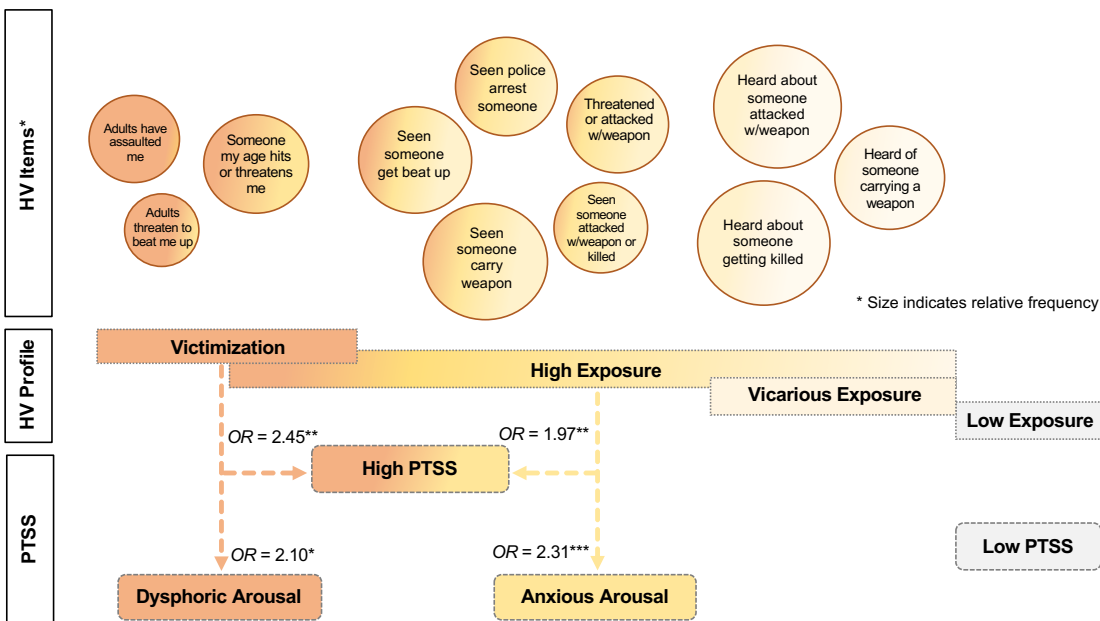 HV Items*
Adults have
assaulted
me
Someone
my age hits
or threatens
me
Adults
threaten to
beat me up
Seen police
arrest
someone
Seen
someone
get beat up
Threatened
or attacked
w/weapon
Seen
someone
carry
weapon
Seen
someone
attacked
w/weapon or
killed
Heard about
someone
attacked
w/weapon
Heard of
someone
carrying a
weapon
Heard about
someone
getting killed
* Size indicates relative frequency
HV Profile
Victimization
High Exposure
Vicarious Exposure
Low Exposure
OR = 2.45**
OR = 1.97**
PTSS
High PTSS
Low PTSS
OR = 2.10*
OR = 2.31***
Dysphoric Arousal
Anxious Arousal